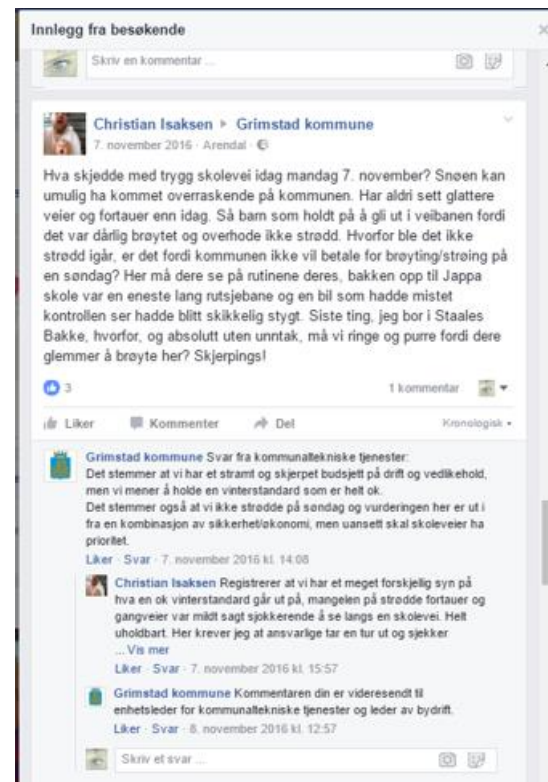 Innlegg fra besøkende
Skriv en kommentar ...
Christian Isaksen ▸ Grimstad kommune
7. november 2016 · Arendal ·
Hva skjedde med trygg skolevei idag mandag 7. november? Snøen kan
umulig ha kommet overraskende på kommunen. Har aldri sett glattere
veier og fortauer enn idag. Så barn som holdt på å gli ut i veibanen fordi
det var dårlig brøytet og overhode ikke strødd. Hvorfor ble det ikke
strødd igår, er det fordi kommunen ikke vil betale for brøyting/strøing på
en søndag? Her må dere se på rutinene deres, bakken opp til Jappa
skole var en eneste lang rutsjebane og en bil som hadde mistet
kontrollen ser hadde blitt skikkelig stygt. Siste ting, jeg bor i Staales
Bakke, hvorfor, og absolutt uten unntak, må vi ringe og purre fordi dere
glemmer å brøyte her? Skjerpings!
3
1 kommentar
Liker Kommenter Del Kronologisk
Grimstad kommune Svar fra kommunaltekniske tjenester:
Det stemmer at vi har et stramt og skjerpet budsjett på drift og vedlikehold,
men vi mener å holde en vinterstandard som er helt ok.
Det stemmer også at vi ikke strødde på søndag og vurderingen her er ut i
fra en kombinasjon av sikkerhet/økonomi, men uansett skal skoleveier ha
prioritet.
Liker · Svar · 7. november 2016 kl. 14:08
Christian Isaksen Registrerer at vi har et meget forskjellig syn på
hva en ok vinterstandard går ut på, mangelen på strødde fortauer og
gangveier var mildt sagt sjokkerende å se langs en skolevei. Helt
uholdbart. Her krever jeg at ansvarlige tar en tur ut og sjekker
... Vis mer
Liker · Svar · 7. november 2016 kl. 15:57
Grimstad kommune Kommentaren din er videresendt til
enhetsleder for kommunaltekniske tjenester og leder av bydrift.
Liker · Svar · 8. november 2016 kl. 12:57
Skriv et svar ...